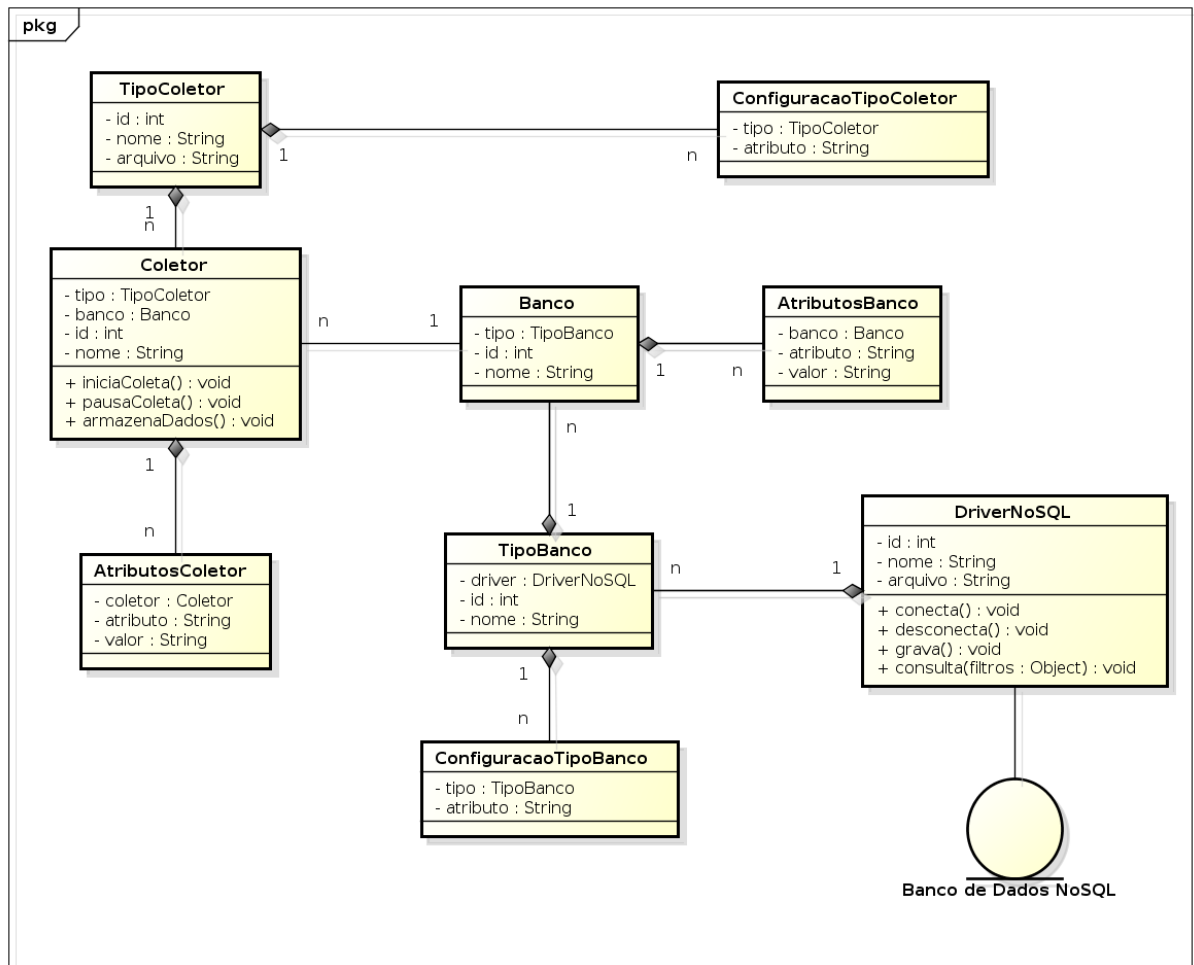 pkg
TipoColetor
- id : int
- nome : String
- arquivo : String
1
n
ConfiguracaoTipoColetor
- tipo : TipoColetor
- atributo : String
1
n
Coletor
- tipo : TipoColetor
- banco : Banco
- id : int
- nome : String
+ iniciaColeta() : void
+ pausaColeta() : void
+ armazenaDados() : void
n
1
Banco
- tipo : TipoBanco
- id : int
- nome : String
1
n
AtributosBanco
- banco : Banco
- atributo : String
- valor : String
1
n
AtributosColetor
- coletor : Coletor
- atributo : String
- valor : String
n
1
TipoBanco
- driver : DriverNoSQL
- id : int
- nome : String
n
1
DriverNoSQL
- id : int
- nome : String
- arquivo : String
+ conecta() : void
+ desconecta() : void
+ grava() : void
+ consulta(filtros : Object) : void
1
n
ConfiguracaoTipoBanco
- tipo : TipoBanco
- atributo : String
Banco de Dados NoSQL